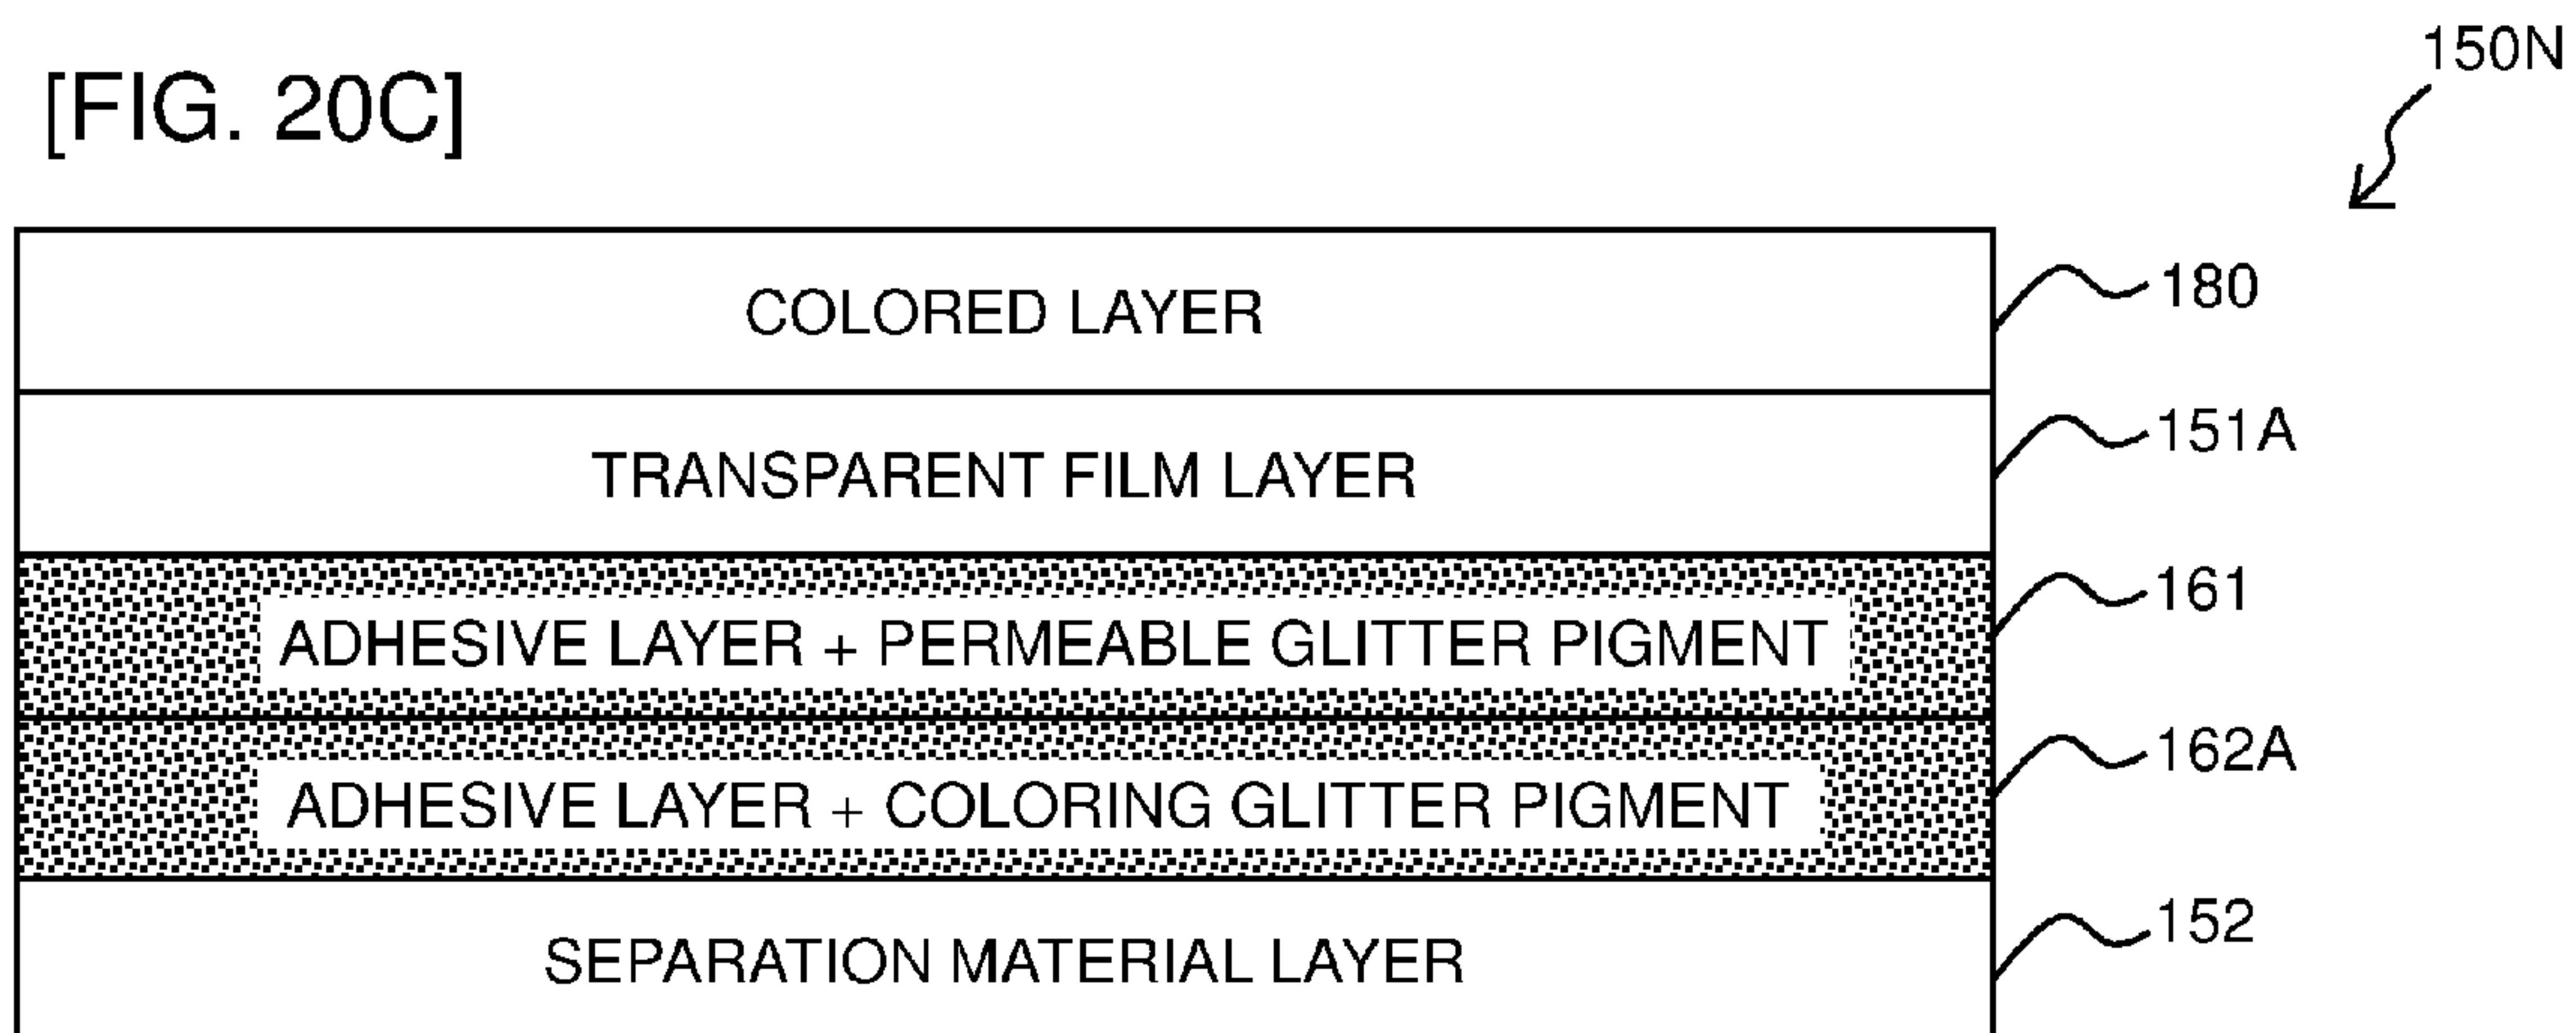 150N
[FIG. 20C]
COLORED LAYER
180
TRANSPARENT FILM LAYER
151A
ADHESIVE LAYER + PERMEABLE GLITTER PIGMENT
161
ADHESIVE LAYER + COLORING GLITTER PIGMENT
162A
SEPARATION MATERIAL LAYER
152